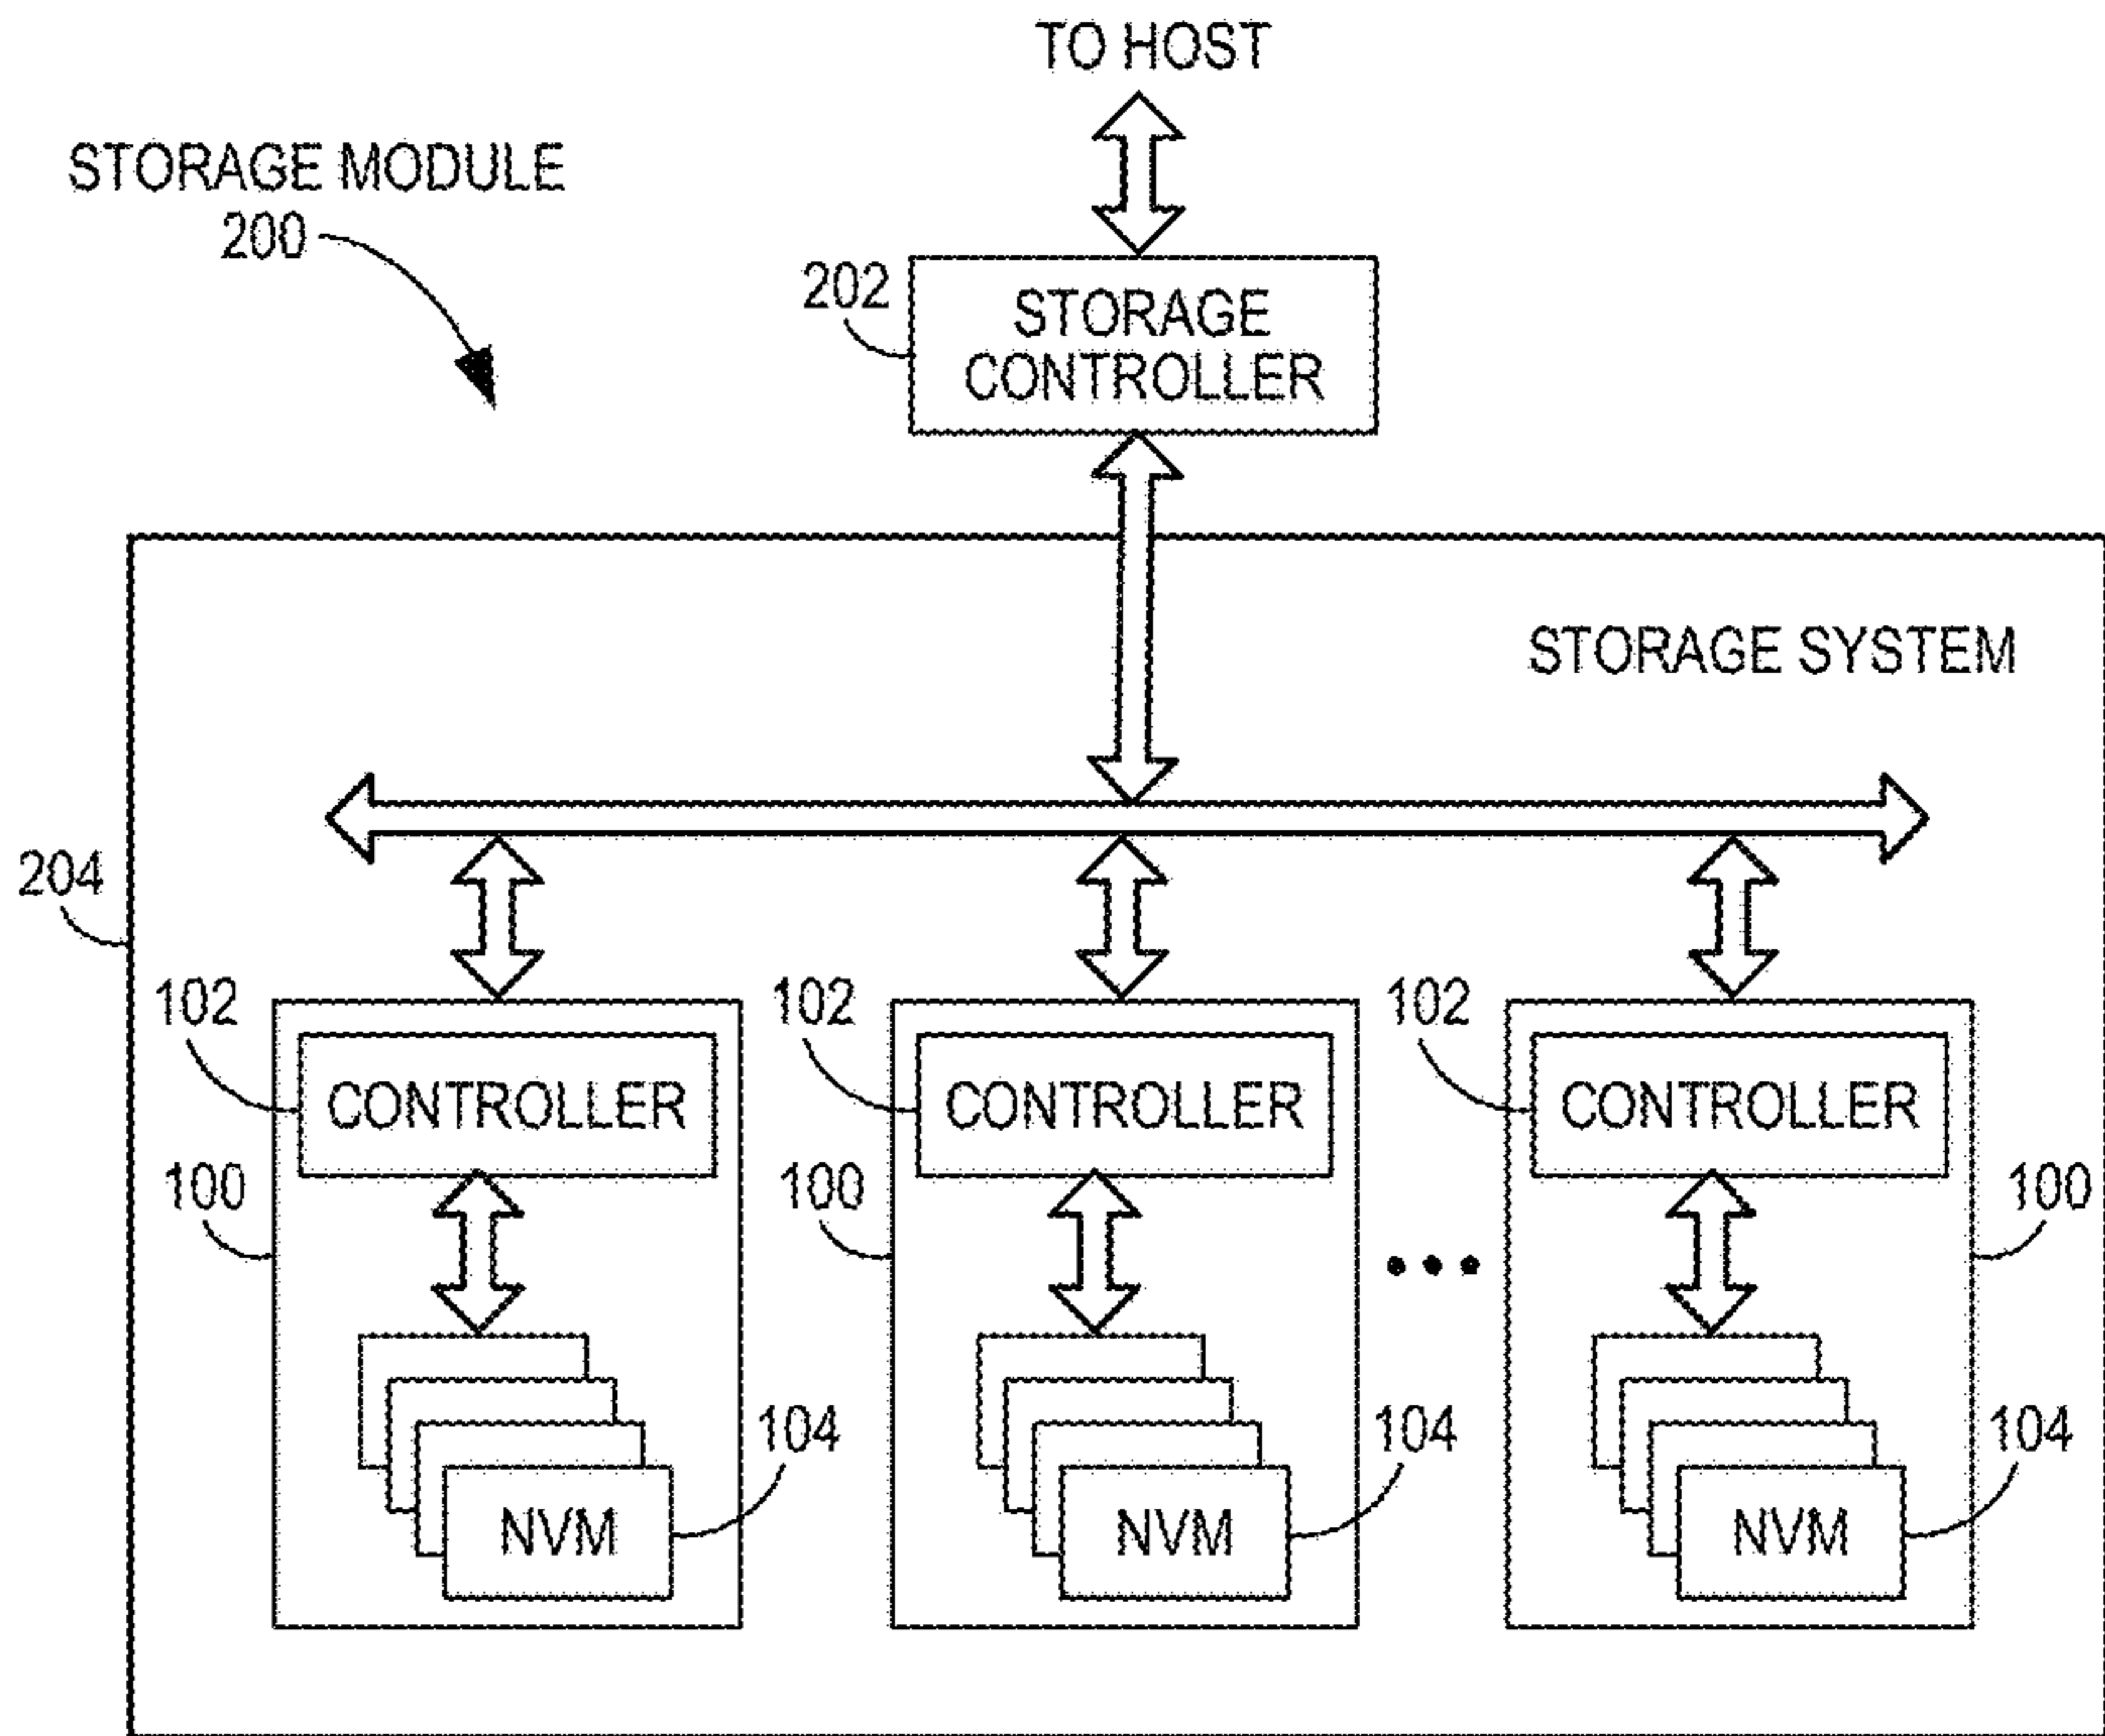 TO HOST
STORAGE MODULE
200
202
STORAGE
CONTROLLER
STORAGE SYSTEM
204
102
CONTROLLER
102
CONTROLLER
102
CONTROLLER
100
100
100
104
NVM
104
NVM
104
NVM